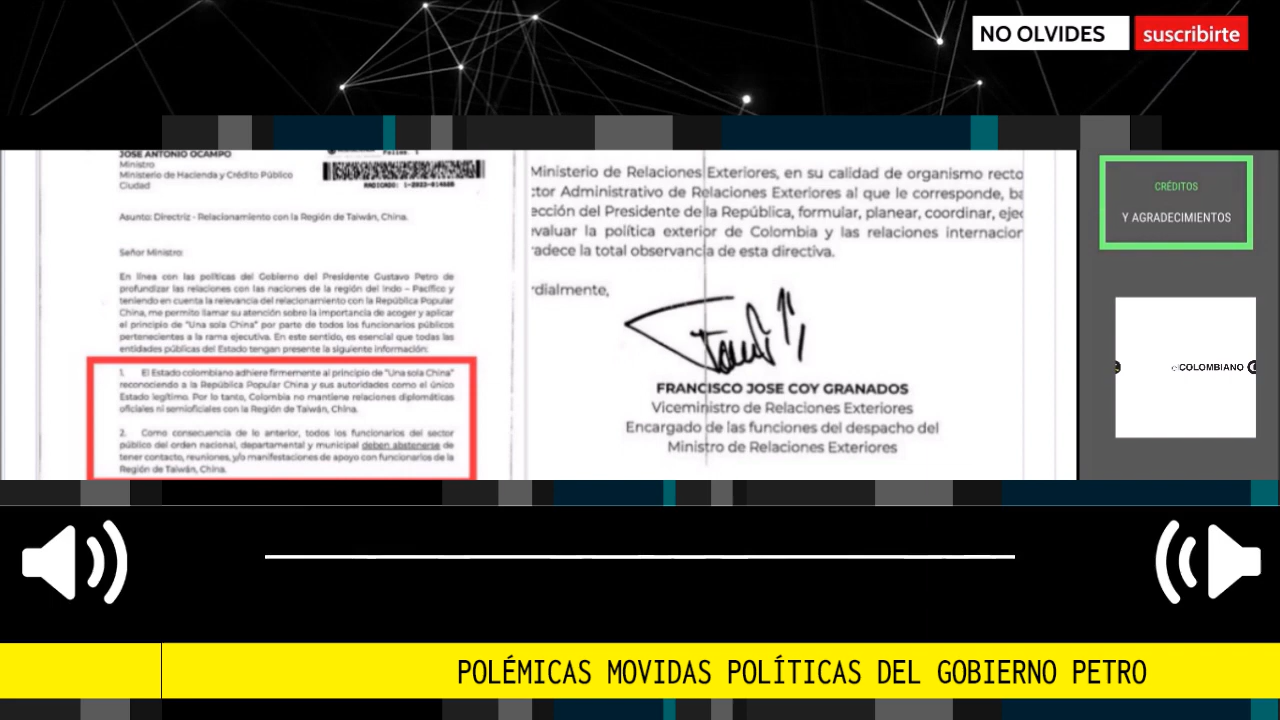 NO OLVIDES
suscribirte
JOSE ANTONIO OCAMPO
Ministro
Ministerio de Hacienda y Crédito Público
Ciudad
Asunto: Directriz - Relacionamiento con la Región de Taiwán, China.
Señor Ministro:
En línea con las políticas del Gobierno del Presidente Gustavo Petro de
profundizar las relaciones con las naciones de la región del Indo – Pacífico y
teniendo en cuenta la relevancia del relacionamiento con la República Popular
China, me permito llamar su atención sobre la importancia de acoger y aplicar
el principio de "Una sola China" por parte de todos los funcionarios públicos
pertenecientes a la rama ejecutiva. En este sentido, es esencial que todas las
entidades públicas del Estado tengan presente la siguiente información:
1. El Estado colombiano adhiere firmemente al principio de "Una sola China"
reconociendo a la República Popular China y sus autoridades como el único
Estado legítimo. Por lo tanto, Colombia no mantiene relaciones diplomáticas
oficiales ni semioficiales con la Región de Taiwán, China.
2. Como consecuencia de lo anterior, todos los funcionarios del sector
público del orden nacional, departamental y municipal deben abstenerse de
tener contacto, reuniones, y/o manifestaciones de apoyo con funcionarios de la
Región de Taiwán, China.
Ministerio de Relaciones Exteriores, en su calidad de organismo recto
ctor Administrativo de Relaciones Exteriores al que le corresponde, ba
ección del Presidente de la República, formular, planear, coordinar, ejec
evaluar la política exterior de Colombia y las relaciones internacion
radece la total observancia de esta directiva.
rdialmente,
FRANCISCO JOSE COY GRANADOS
Viceministro de Relaciones Exteriores
Encargado de las funciones del despacho del
Ministro de Relaciones Exteriores
CRÉDITOS
Y AGRADECIMIENTOS
elCOLOMBIANO
POLÉMICAS MOVIDAS POLÍTICAS DEL GOBIERNO PETRO